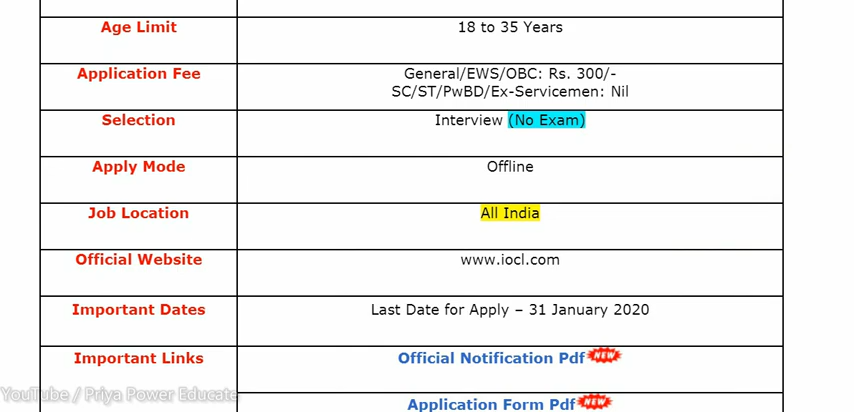 Age Limit
18 to 35 Years
Application Fee
General/EWS/OBC: Rs. 300/-
SC/ST/PwBD/Ex-Servicemen: Nil
Selection
Interview (No Exam)
Apply Mode
Offline
Job Location
All India
Official Website
www.iocl.com
Important Dates
Last Date for Apply – 31 January 2020
Important Links
Official Notification Pdf NEW
YouTube / Priya Power Educate
Application Form Pdf NEW